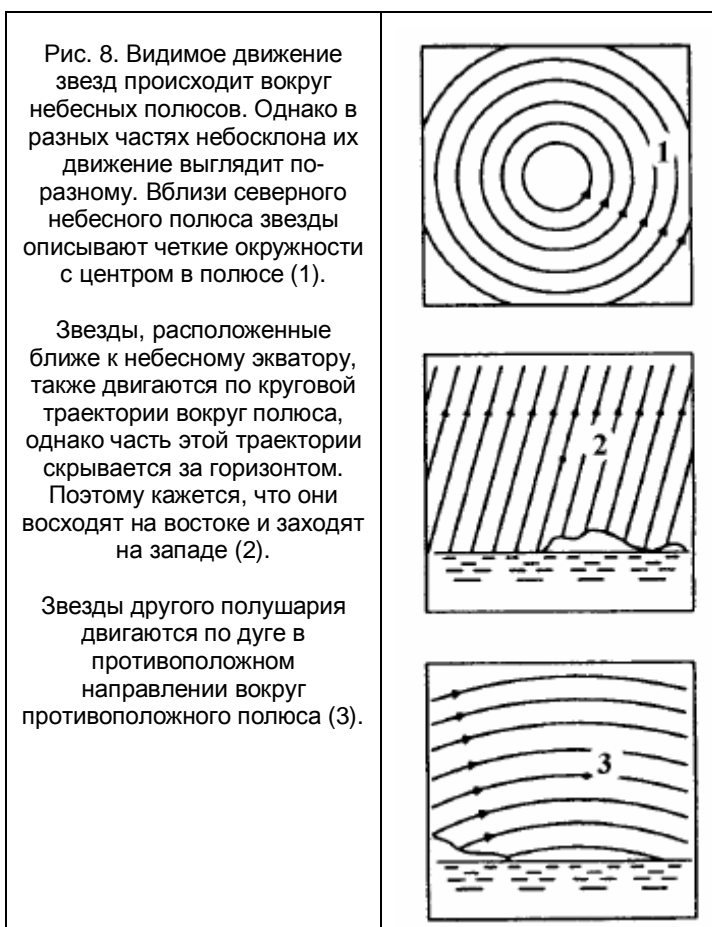 Рис. 8. Видимое движение
звезд происходит вокруг
небесных полюсов. Однако в
разных частях небосклона их
движение выглядит по-
разному. Вблизи северного
небесного полюса звезды
описывают четкие окружности
с центром в полюсе (1).
Звезды, расположенные
ближе к небесному экватору,
также двигаются по круговой
траектории вокруг полюса,
однако часть этой траектории
скрывается за горизонтом.
Поэтому кажется, что они
восходят на востоке и заходят
на западе (2).
Звезды другого полушария
двигаются по дуге в
противоположном
направлении вокруг
противоположного полюса (3).
1
2
3